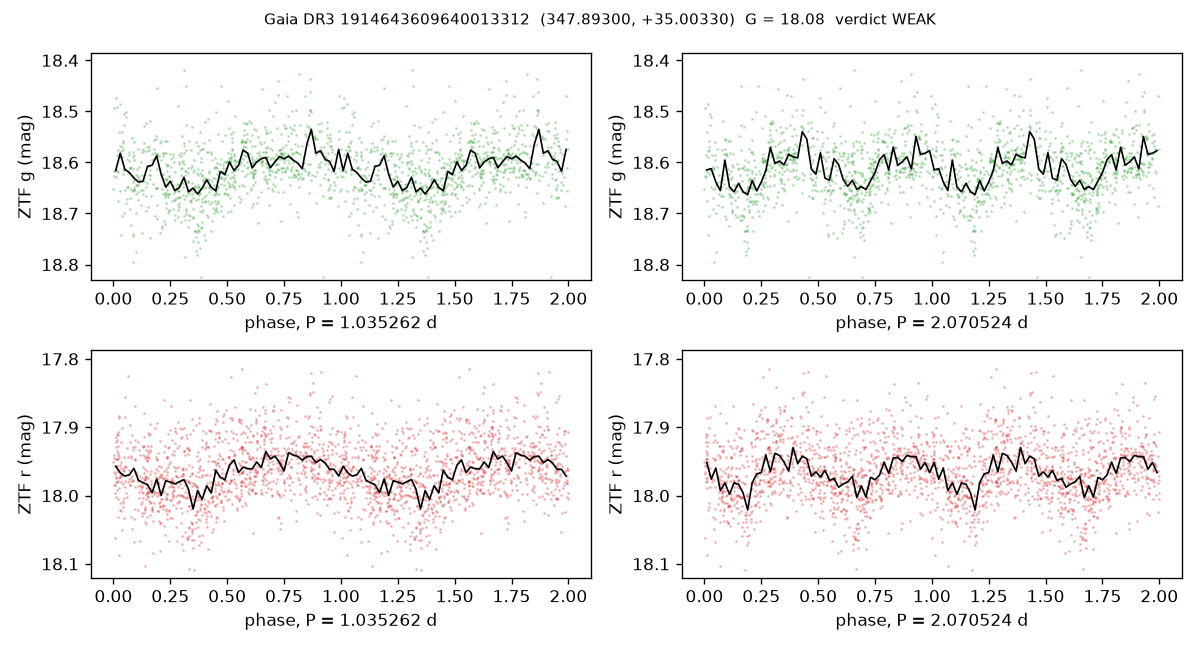 Gaia DR3 1914643609640013312  (347.89300, +35.00330)  G = 18.08  verdict WEAK
ZTF g (mag)
18.4
18.5
18.6
18.7
18.8
0.00 0.25 0.50 0.75 1.00 1.25 1.50 1.75 2.00
phase, P = 1.035262 d
ZTF g (mag)
18.4
18.5
18.6
18.7
18.8
0.00 0.25 0.50 0.75 1.00 1.25 1.50 1.75 2.00
phase, P = 2.070524 d
ZTF r (mag)
17.8
17.9
18.0
18.1
0.00 0.25 0.50 0.75 1.00 1.25 1.50 1.75 2.00
phase, P = 1.035262 d
ZTF r (mag)
17.8
17.9
18.0
18.1
0.00 0.25 0.50 0.75 1.00 1.25 1.50 1.75 2.00
phase, P = 2.070524 d